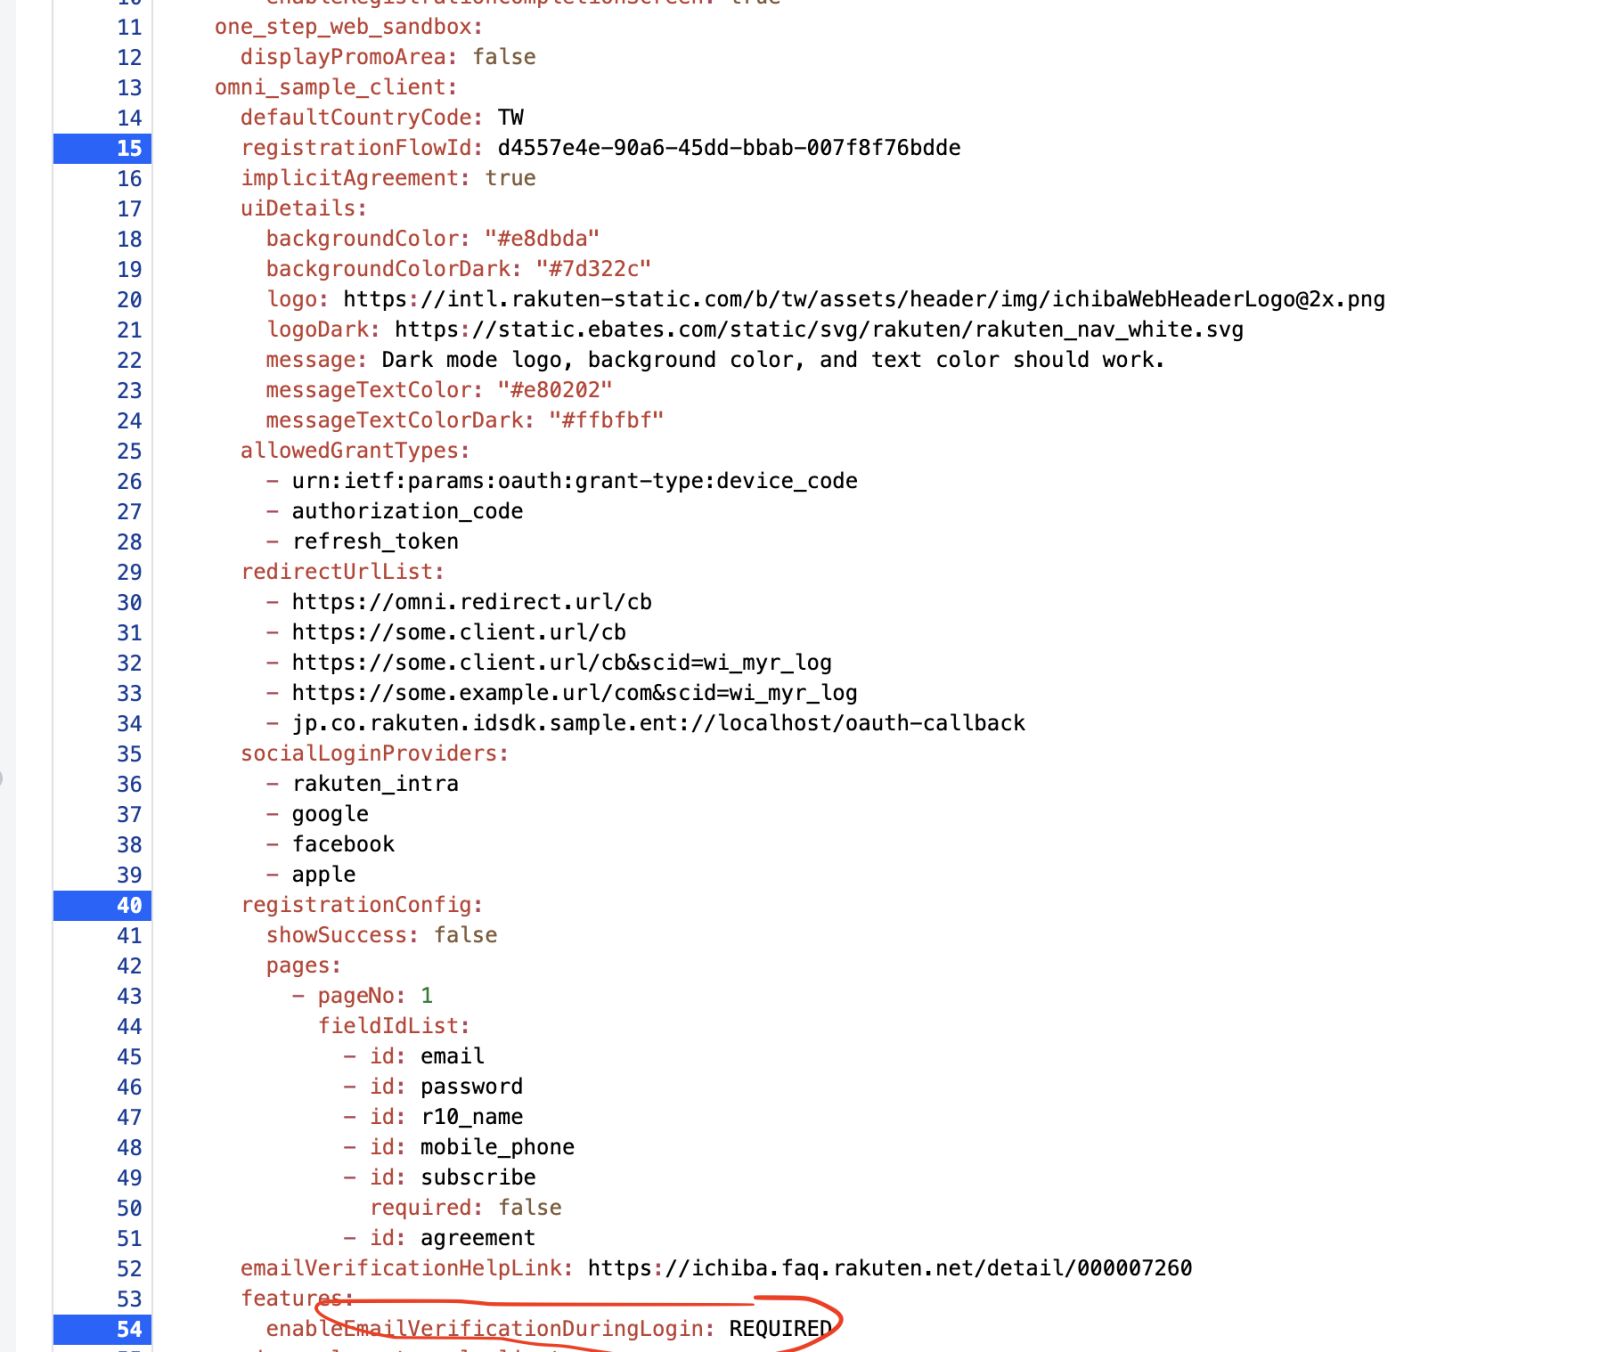 10 enableRegistrationCompletionScreen: true
11 one_step_web_sandbox:
12 displayPromoArea: false
13 omni_sample_client:
14 defaultCountryCode: TW
15 registrationFlowId: d4557e4e-90a6-45dd-bbab-007f8f76bdde
16 implicitAgreement: true
17 uiDetails:
18 backgroundColor: "#e8dbda"
19 backgroundColorDark: "#7d322c"
20 logo: https://intl.rakuten-static.com/b/tw/assets/header/img/ichibaWebHeaderLogo@2x.png
21 logoDark: https://static.ebates.com/static/svg/rakuten/rakuten_nav_white.svg
22 message: Dark mode logo, background color, and text color should work.
23 messageTextColor: "#e80202"
24 messageTextColorDark: "#ffbfbf"
25 allowedGrantTypes:
26 - urn:ietf:params:oauth:grant-type:device_code
27 - authorization_code
28 - refresh_token
29 redirectUrlList:
30 - https://omni.redirect.url/cb
31 - https://some.client.url/cb
32 - https://some.client.url/cb&scid=wi_myr_log
33 - https://some.example.url/com&scid=wi_myr_log
34 - jp.co.rakuten.idsdk.sample.ent://localhost/oauth-callback
35 socialLoginProviders:
36 - rakuten_intra
37 - google
38 - facebook
39 - apple
40 registrationConfig:
41 showSuccess: false
42 pages:
43 - pageNo: 1
44 fieldIdList:
45 - id: email
46 - id: password
47 - id: r10_name
48 - id: mobile_phone
49 - id: subscribe
50 required: false
51 - id: agreement
52 emailVerificationHelpLink: https://ichiba.faq.rakuten.net/detail/000007260
53 features:
54 enableEmailVerificationDuringLogin: REQUIRED